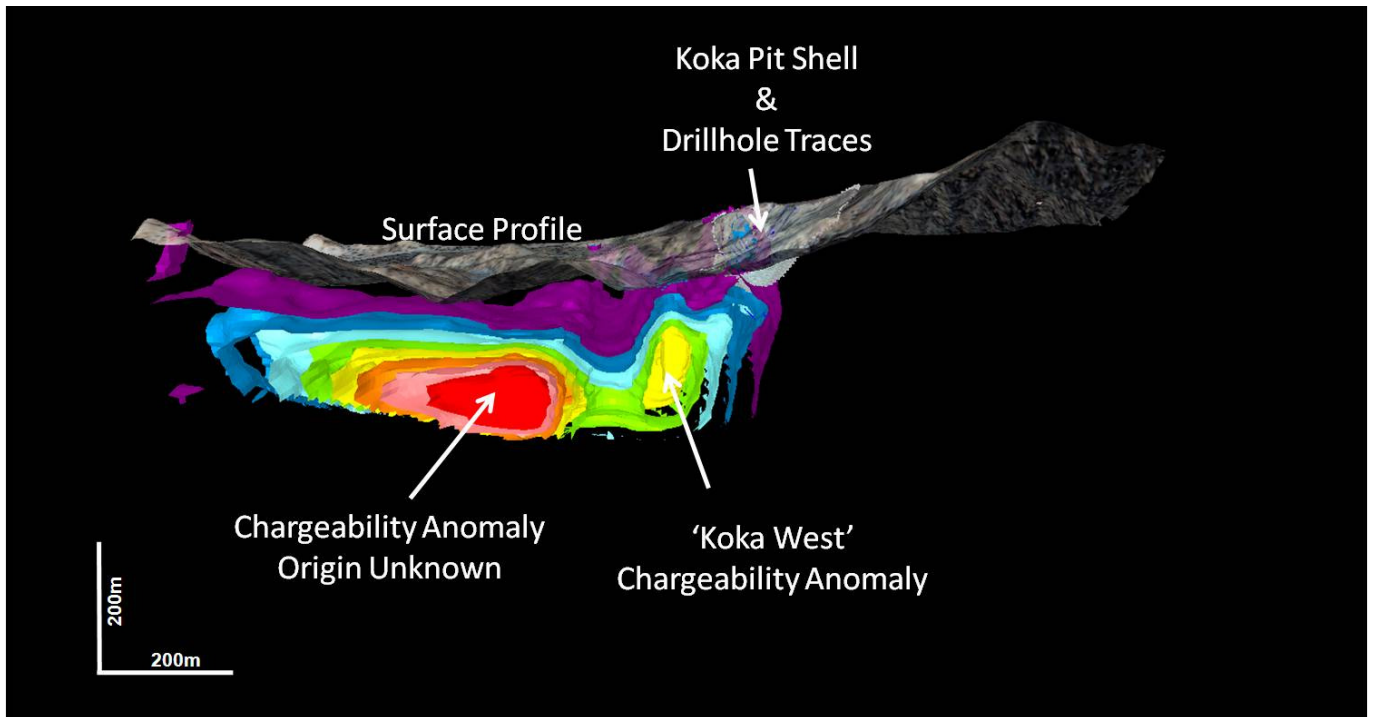 Koka Pit Shell
&
Drillhole Traces
Surface Profile
Chargeability Anomaly
Origin Unknown
‘Koka West’
Chargeability Anomaly
200m
200m